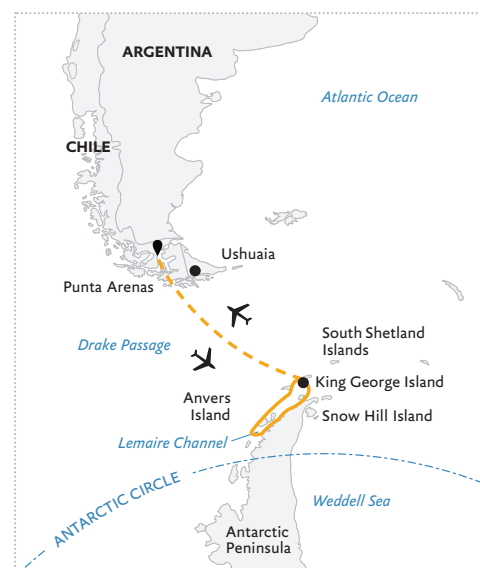 ARGENTINA
Atlantic Ocean
CHILE
Ushuaia
Punta Arenas
Drake Passage
South Shetland
Islands
King George Island
Anvers
Island
Snow Hill Island
Lemaire Channel
ANTARCTIC CIRCLE
Weddell Sea
Antarctic
Peninsula